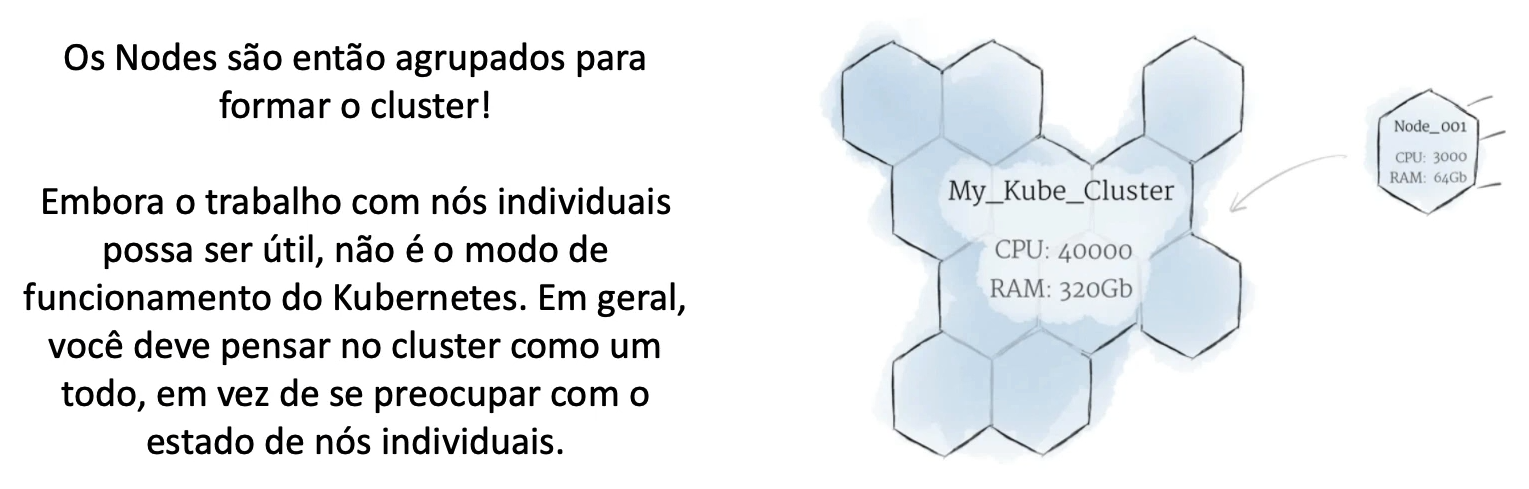 Os Nodes são então agrupados para
formar o cluster!
Embora o trabalho com nós individuais
possa ser útil, não é o modo de
funcionamento do Kubernetes. Em geral,
você deve pensar no cluster como um
todo, em vez de se preocupar com o
estado de nós individuais.
My_Kube_Cluster
CPU: 40000
RAM: 320Gb
Node_001
CPU: 3000
RAM: 64Gb